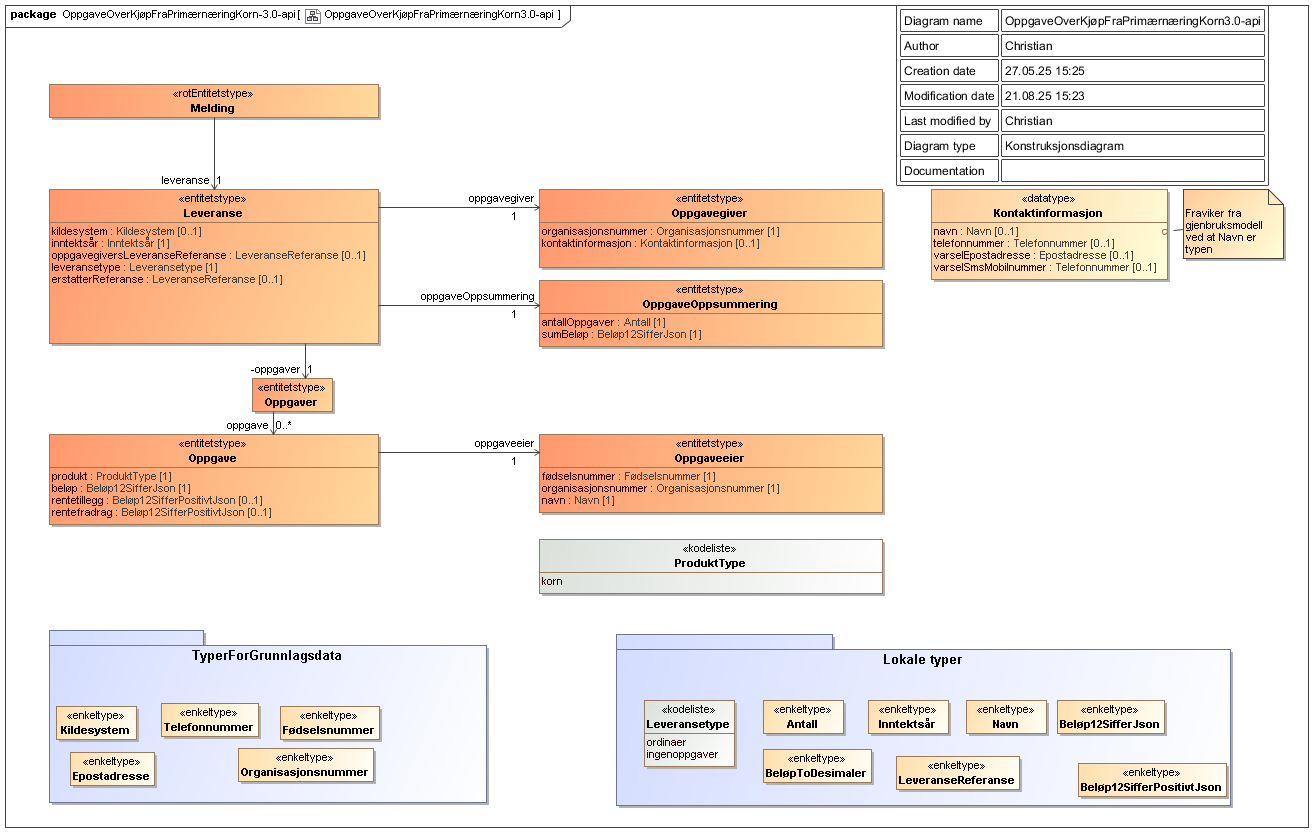 package OppgaveOverKjøpFraPrimærnæringKorn-3.0-api[ OppgaveOverKjøpFraPrimærnæringKorn3.0-api ]
Diagram name OppgaveOverKjøpFraPrimærnæringKorn3.0-api
Author Christian
Creation date 27.05.25 15:25
Modification date 21.08.25 15:23
Last modified by Christian
Diagram type Konstruksjonsdiagram
Documentation
«rotEntitetstype»
Melding
leveranse 1
«entitetstype»
Leveranse
kildesystem : Kildesystem [0..1]
inntektsår : Inntektsår [1]
oppgavegiversLeveranseReferanse : LeveranseReferanse [0..1]
leveransetype : Leveransetype [1]
erstatterReferanse : LeveranseReferanse [0..1]
oppgavegiver
1
«entitetstype»
Oppgavegiver
organisasjonsnummer : Organisasjonsnummer [1]
kontaktinformasjon : Kontaktinformasjon [0..1]
«datatype»
Kontaktinformasjon
navn : Navn [0..1]
telefonnummer : Telefonnummer [0..1]
varselEpostadresse : Epostadresse [0..1]
varselSmsMobilnummer : Telefonnummer [0..1]
Fraviker fra
gjenbruksmodell
ved at Navn er
typen
oppgaveOppsummering
1
«entitetstype»
OppgaveOppsummering
antallOppgaver : Antall [1]
sumBeløp : Beløp12SifferJson [1]
-oppgaver 1
«entitetstype»
Oppgaver
oppgave 0..*
«entitetstype»
Oppgave
produkt : ProduktType [1]
beløp : Beløp12SifferJson [1]
rentetillegg : Beløp12SifferPositivtJson [0..1]
rentefradrag : Beløp12SifferPositivtJson [0..1]
oppgaveeier
1
«entitetstype»
Oppgaveeier
fødselsnummer : Fødselsnummer [1]
organisasjonsnummer : Organisasjonsnummer [1]
navn : Navn [1]
«kodeliste»
ProduktType
korn
TyperForGrunnlagsdata
«enkeltype»
Kildesystem
«enkeltype»
Telefonnummer
«enkeltype»
Fødselsnummer
«enkeltype»
Epostadresse
«enkeltype»
Organisasjonsnummer
Lokale typer
«kodeliste»
Leveransetype
ordinaer
ingenoppgaver
«enkeltype»
Antall
«enkeltype»
Inntektsår
«enkeltype»
Navn
«enkeltype»
Beløp12SifferJson
«enkeltype»
BeløpToDesimaler
«enkeltype»
LeveranseReferanse
«enkeltype»
Beløp12SifferPositivtJson